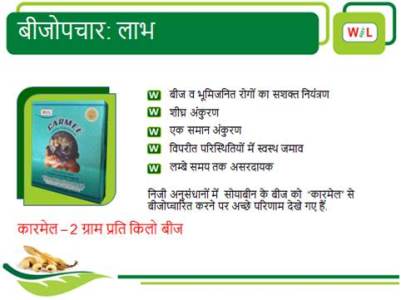 बीजोपचार: लाभ
WIL
बीज व भूमिजनित रोगों का सशक्त नियंत्रण
शीघ्र अंकुरण
एक समान अंकुरण
विपरीत परिस्थितियों में स्वस्थ जमाव
लम्बे समय तक असरदायक
CARMEL
निजी अनुसंधानों में सोयाबीन के बीज को "कारमेल" से
बीजोप्चारित करने पर अच्छे परिणाम देखे गए हैं.
कारमेल – 2 ग्राम प्रति किलो बीज